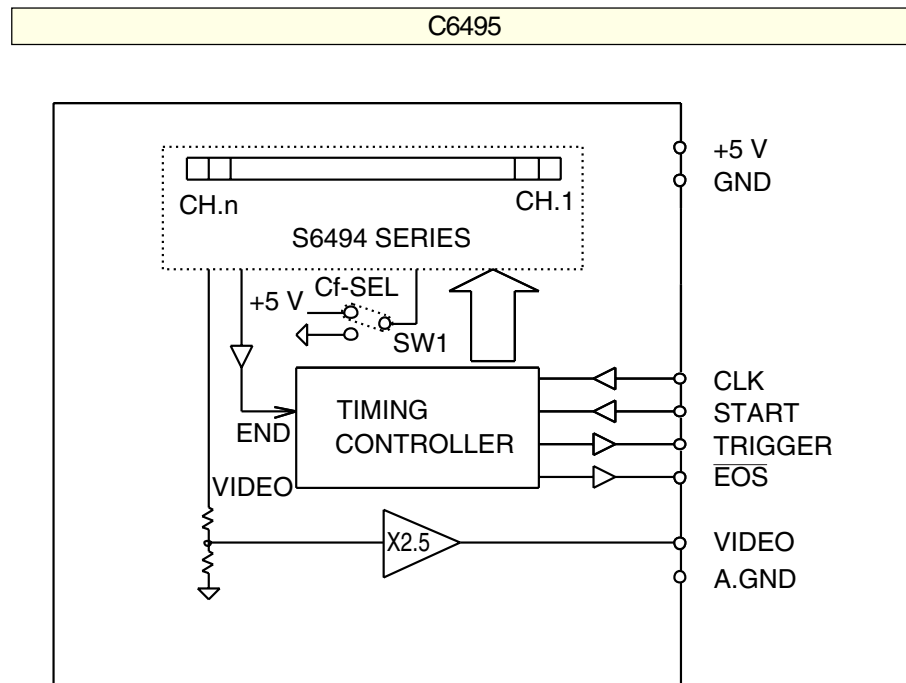 C6495
+5 V
GND
CH.n
CH.1
S6494 SERIES
Cf-SEL
+5 V
SW1
CLK
TIMING
CONTROLLER
START
END
TRIGGER
EOS
VIDEO
X2.5
VIDEO
A.GND